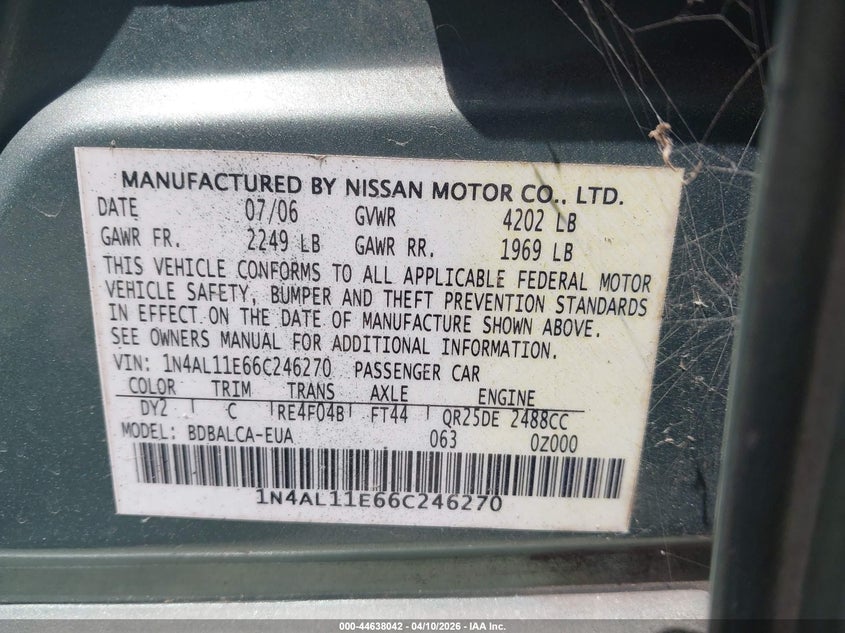 MANUFACTURED BY NISSAN MOTOR CO., LTD.
DATE 07/06 GVWR 4202 LB
GAWR FR. 2249 LB GAWR RR. 1969 LB
THIS VEHICLE CONFORMS TO ALL APPLICABLE FEDERAL MOTOR
VEHICLE SAFETY, BUMPER AND THEFT PREVENTION STANDARDS
IN EFFECT ON THE DATE OF MANUFACTURE SHOWN ABOVE.
SEE OWNERS MANUAL FOR ADDITIONAL INFORMATION.
VIN: 1N4AL11E66C246270 PASSENGER CAR
COLOR TRIM TRANS AXLE ENGINE
DY2 C RE4F04B FT44 QR25DE 2488CC
MODEL: BDBALCA-EUA 063 0Z000
1N4AL11E66C246270
000-44638042 - 04/10/2026 - IAA Inc.